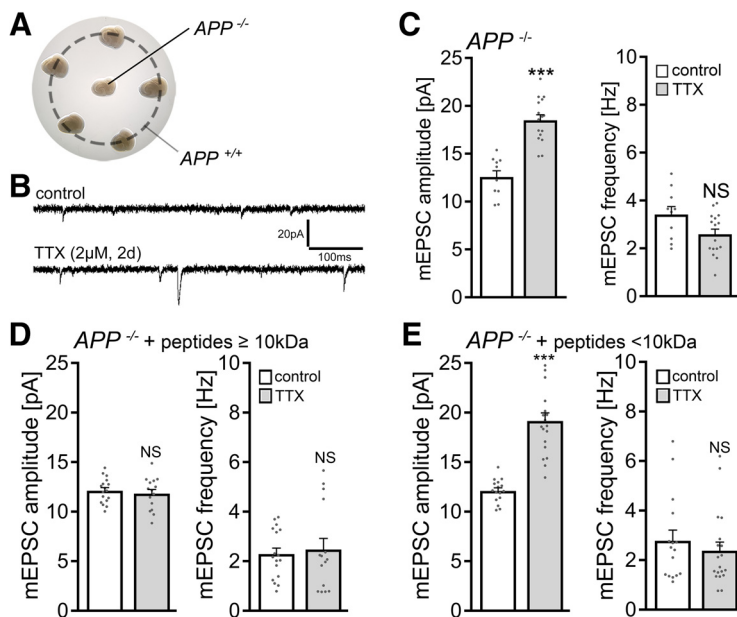 A
APP -/-
APP +/+
B
control
20pA
100ms
TTX (2µM, 2d)
C
APP -/-
mEPSC amplitude [pA]
25
20
15
10
5
0
***
mEPSC frequency [Hz]
10
8
6
4
2
0
control
TTX
NS
D
APP -/- + peptides ≥ 10kDa
mEPSC amplitude [pA]
25
20
15
10
5
0
NS
mEPSC frequency [Hz]
10
8
6
4
2
0
control
TTX
NS
E
APP -/- + peptides <10kDa
mEPSC amplitude [pA]
25
20
15
10
5
0
***
mEPSC frequency [Hz]
10
8
6
4
2
0
control
TTX
NS